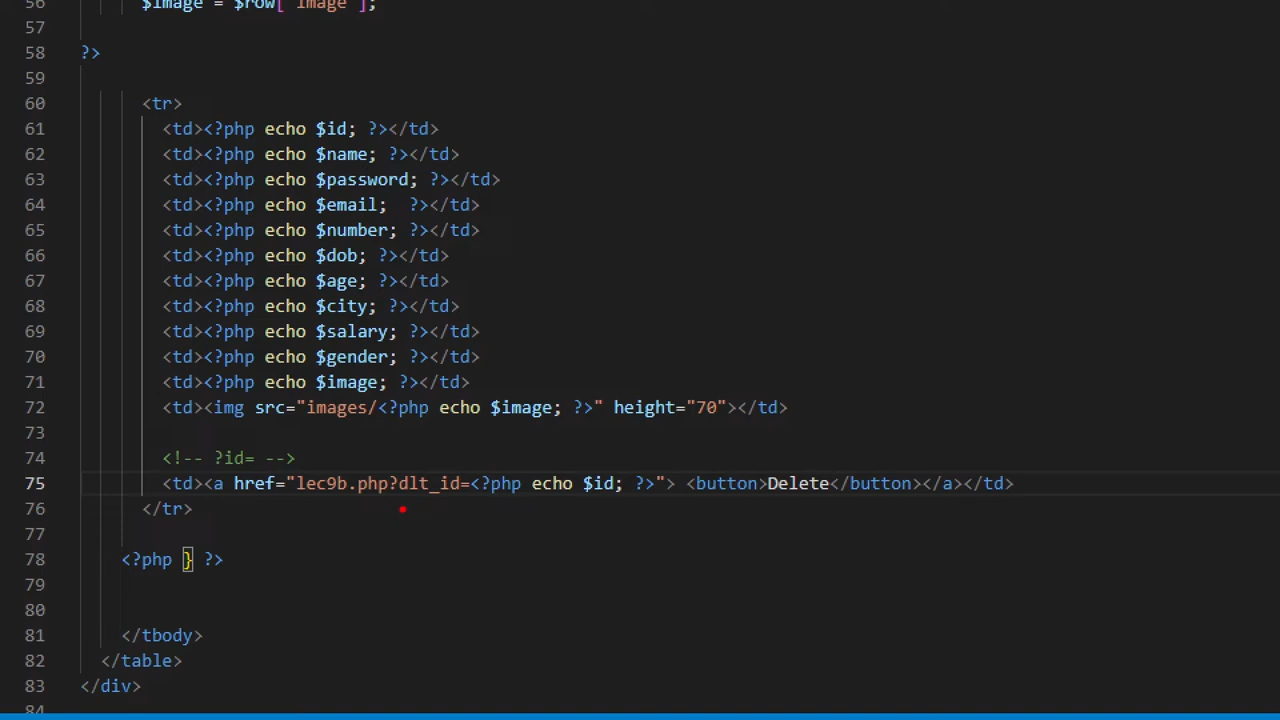 56 $image = $row['image'];
57
58 ?>
59
60 <tr>
61 <td><?php echo $id; ?></td>
62 <td><?php echo $name; ?></td>
63 <td><?php echo $password; ?></td>
64 <td><?php echo $email;  ?></td>
65 <td><?php echo $number; ?></td>
66 <td><?php echo $dob; ?></td>
67 <td><?php echo $age; ?></td>
68 <td><?php echo $city; ?></td>
69 <td><?php echo $salary; ?></td>
70 <td><?php echo $gender; ?></td>
71 <td><?php echo $image; ?></td>
72 <td><img src="images/<?php echo $image; ?>" height="70"></td>
73
74 <!-- ?id= -->
75 <td><a href="lec9b.php?dlt_id=<?php echo $id; ?>"> <button>Delete</button></a></td>
76 </tr>
77
78 <?php } ?>
79
80
81 </tbody>
82 </table>
83 </div>
84